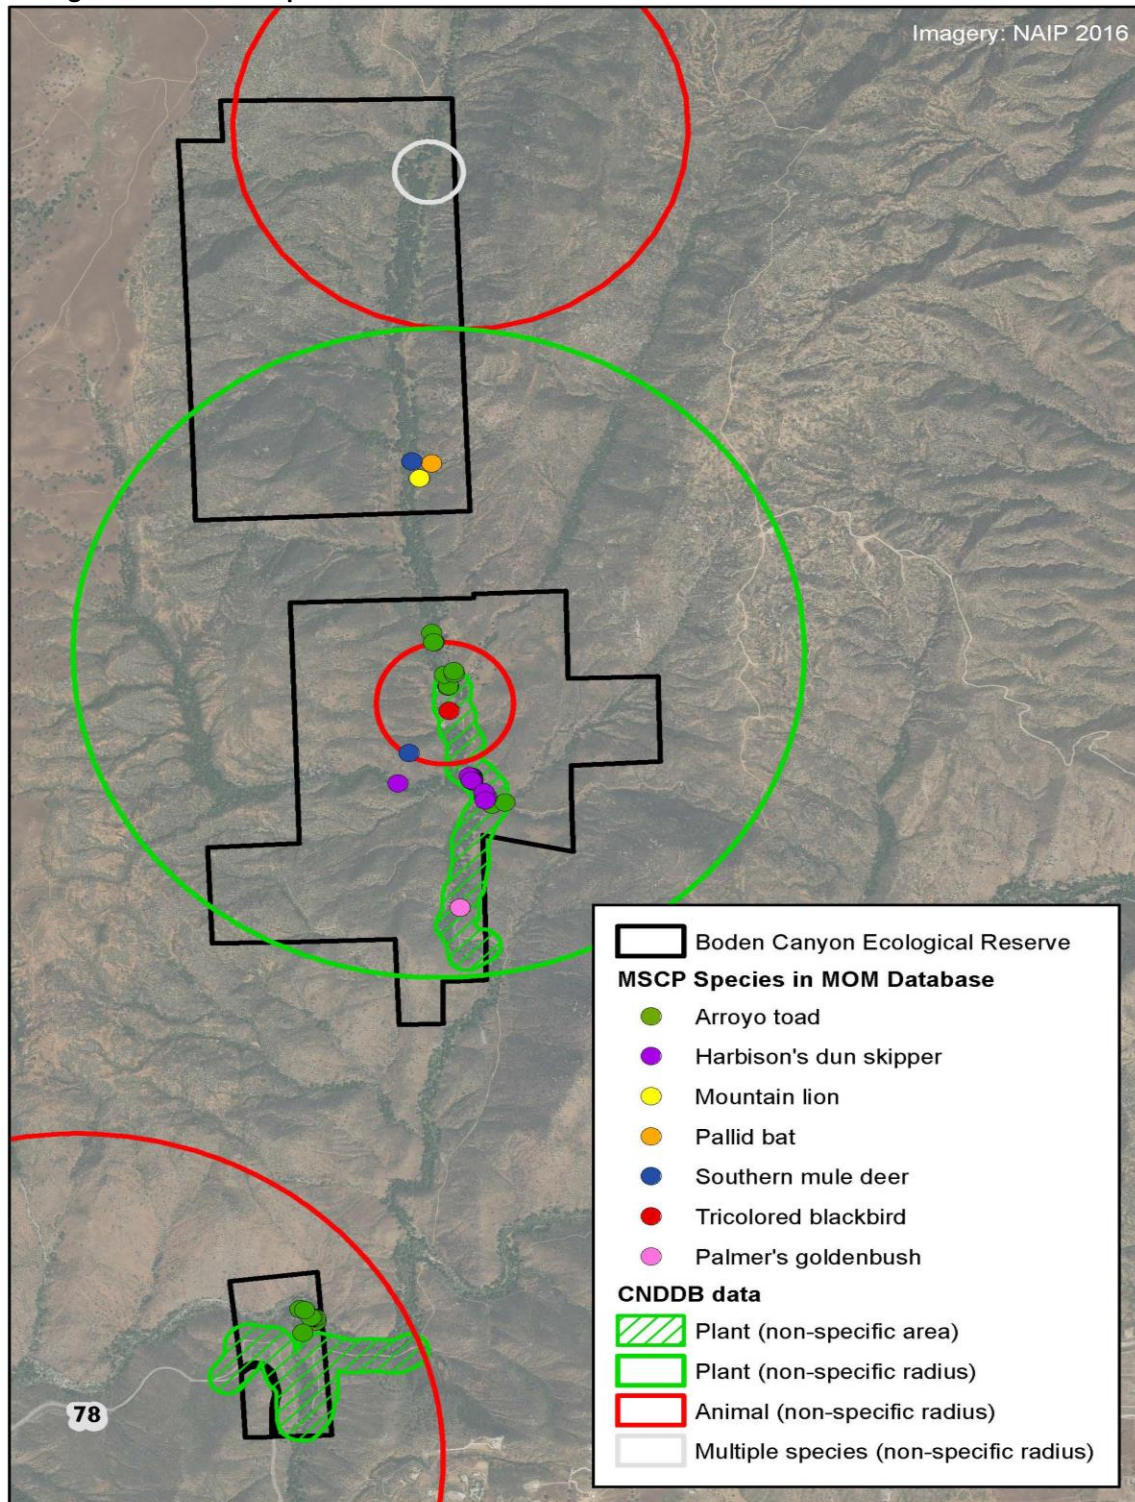 Imagery: NAIP 2016
Boden Canyon Ecological Reserve
MSCP Species in MOM Database
Arroyo toad
Harbison's dun skipper
Mountain lion
Pallid bat
Southern mule deer
Tricolored blackbird
Palmer's goldenbush
CNDDB data
Plant (non-specific area)
Plant (non-specific radius)
Animal (non-specific radius)
Multiple species (non-specific radius)
78